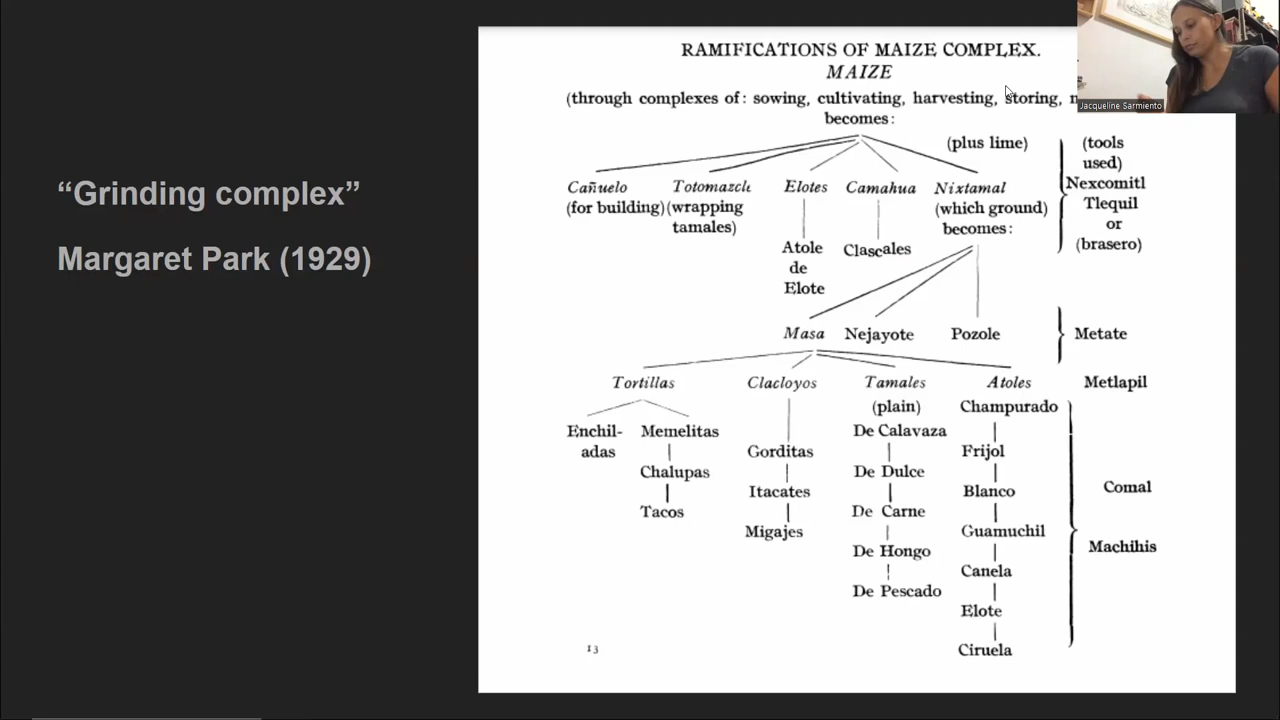 “Grinding complex”
Margaret Park (1929)
RAMIFICATIONS OF MAIZE COMPLEX.
MAIZE
(through complexes of: sowing, cultivating, harvesting, storing,
becomes:
(plus lime)
(tools
used)
Cañuelo Totomazcle Elotes Camahua Nixtamal
Nexcomitl
(for building) (wrapping
tamales)
(which ground)
becomes:
Tlequil
or
(brasero)
Atole
de
Elote
Clascales
Masa Nejayote Pozole Metate
Tortillas Clacloyos Tamales Atoles Metlapil
(plain) Champurado
Enchil-
adas
Memelitas De Calavaza
Gorditas Frijol
Chalupas De Dulce
Itacates Blanco Comal
Tacos De Carne
Migajes Guamuchil
De Hongo Machihis
Canela
De Pescado
Elote
Ciruela
13
Jacqueline Sarmiento